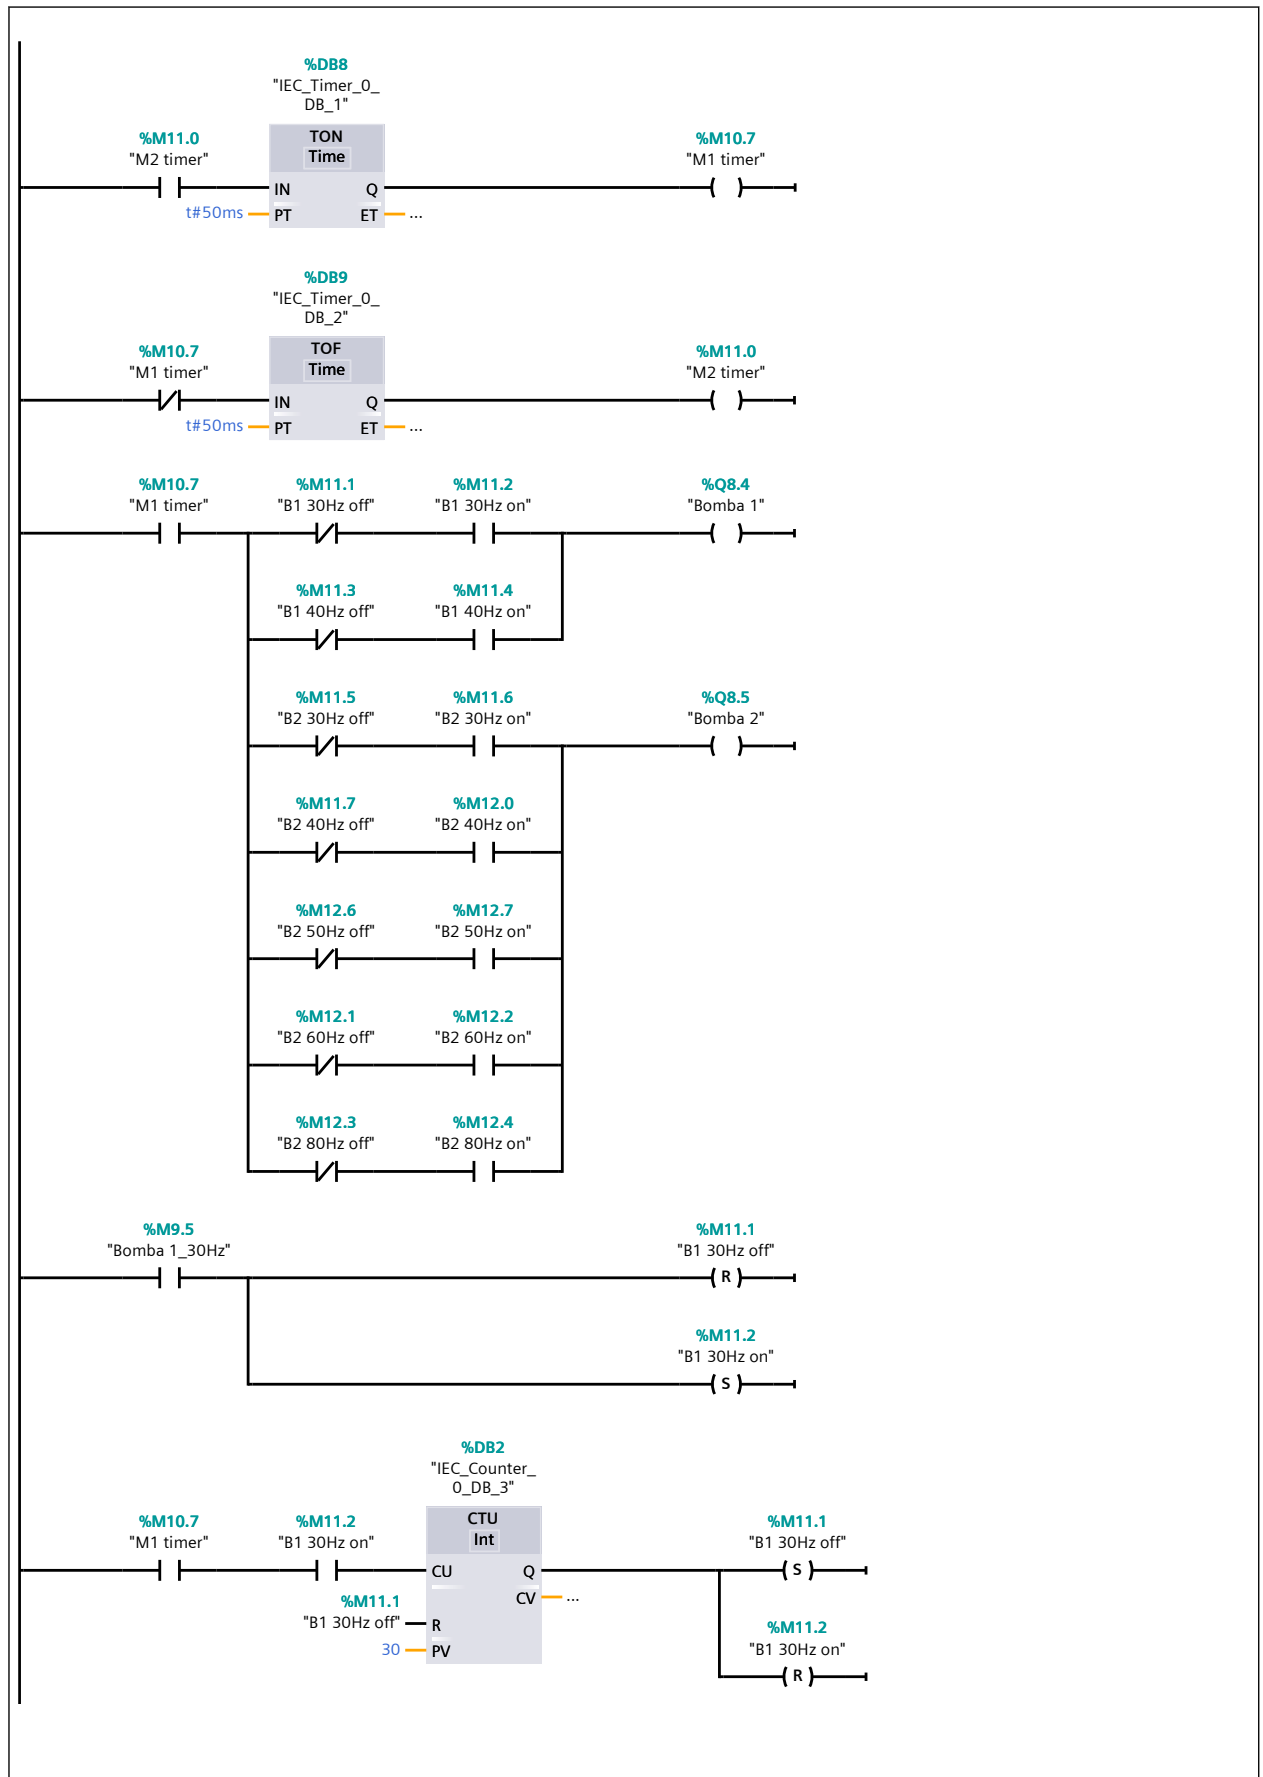 %DB8
"IEC_Timer_0_
DB_1"
TON
Time
%M11.0
"M2 timer"
%M10.7
"M1 timer"
IN Q
t#50ms PT ET ...
%DB9
"IEC_Timer_0_
DB_2"
TOF
Time
%M10.7
"M1 timer"
%M11.0
"M2 timer"
IN Q
t#50ms PT ET ...
%M10.7 %M11.1 %M11.2 %Q8.4
"M1 timer" "B1 30Hz off" "B1 30Hz on" "Bomba 1"
%M11.3 %M11.4
"B1 40Hz off" "B1 40Hz on"
%M11.5 %M11.6 %Q8.5
"B2 30Hz off" "B2 30Hz on" "Bomba 2"
%M11.7 %M12.0
"B2 40Hz off" "B2 40Hz on"
%M12.6 %M12.7
"B2 50Hz off" "B2 50Hz on"
%M12.1 %M12.2
"B2 60Hz off" "B2 60Hz on"
%M12.3 %M12.4
"B2 80Hz off" "B2 80Hz on"
%M9.5 %M11.1
"Bomba 1_30Hz" "B1 30Hz off"
R
%M11.2
"B1 30Hz on"
S
%DB2
"IEC_Counter_
0_DB_3"
CTU
Int
%M10.7 %M11.2 %M11.1
"M1 timer" "B1 30Hz on" "B1 30Hz off"
CU Q S
CV ...
%M11.1
"B1 30Hz off" R
30 PV
%M11.2
"B1 30Hz on"
R